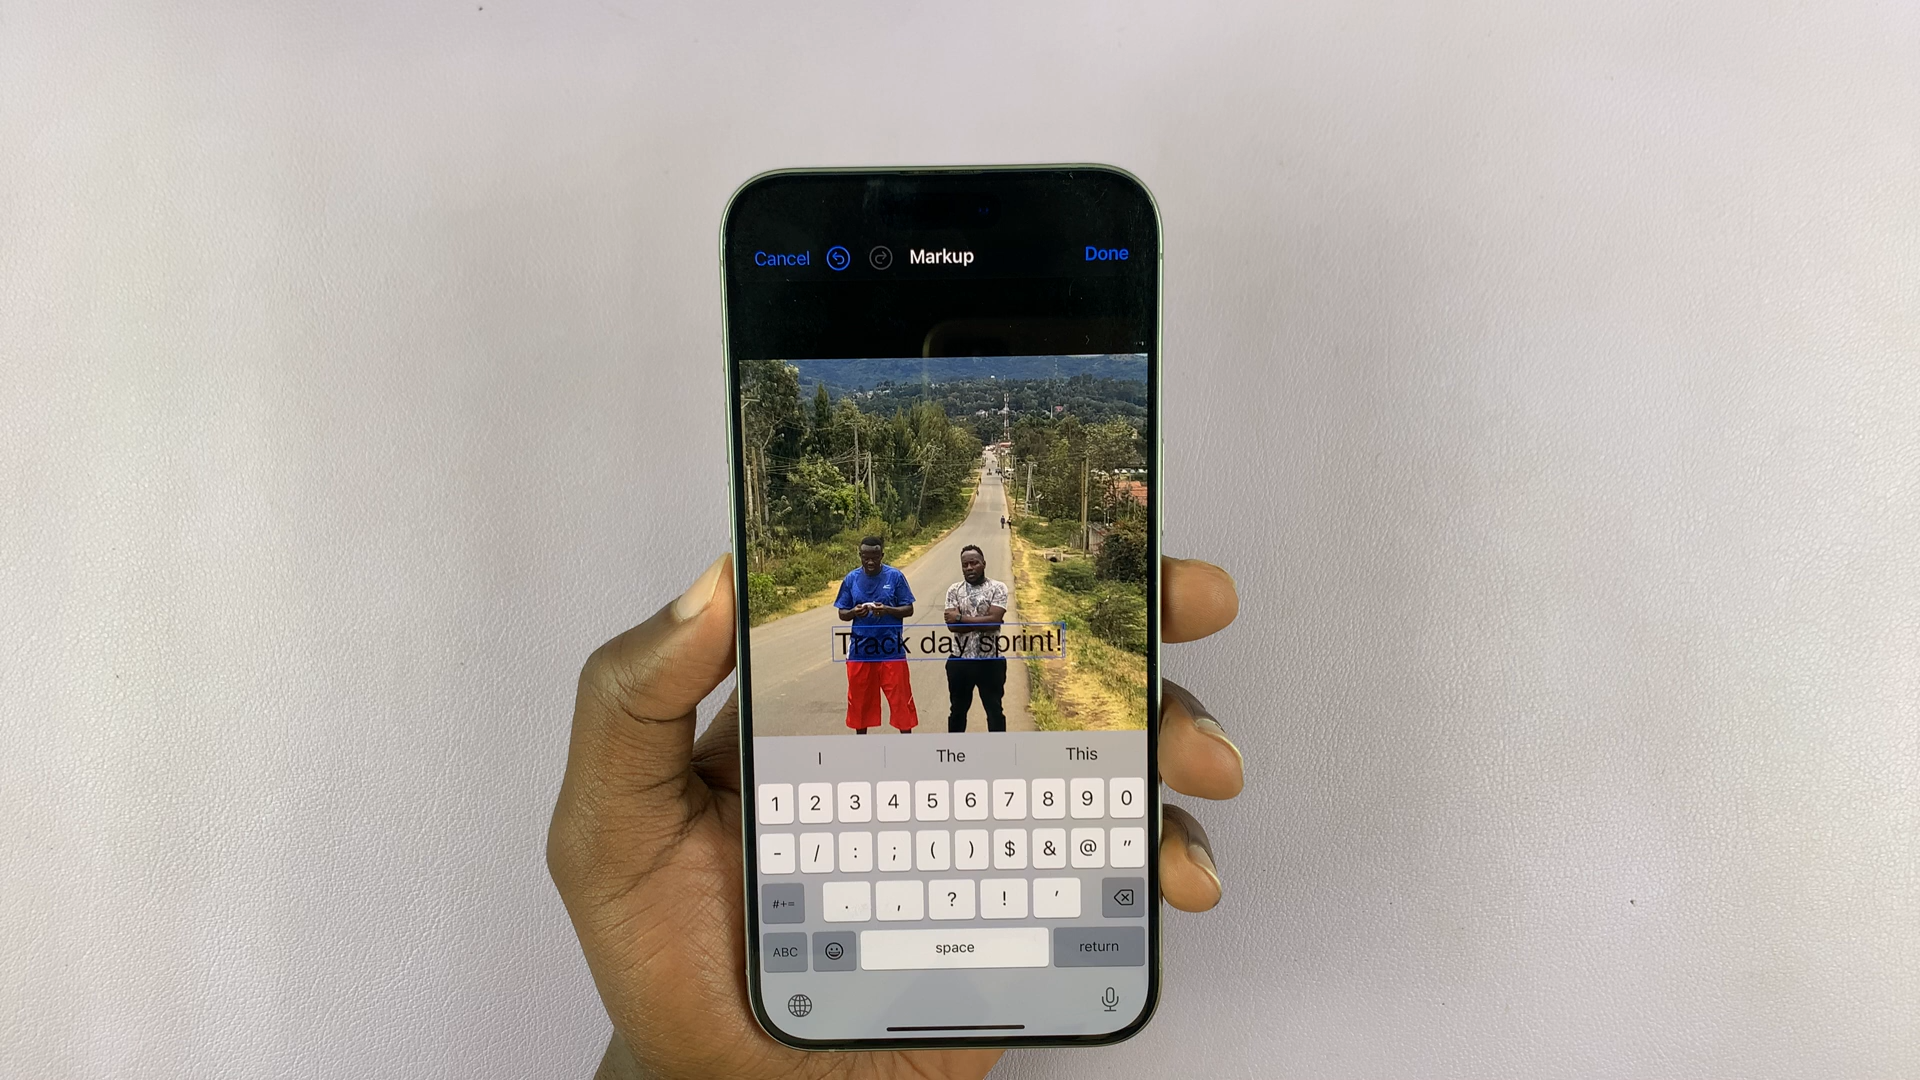 Cancel Markup Done
Track day sprint!
I The This
1 2 3 4 5 6 7 8 9 0
- / : ; ( ) $ & @ "
#+= . , ? ! '
ABC space return